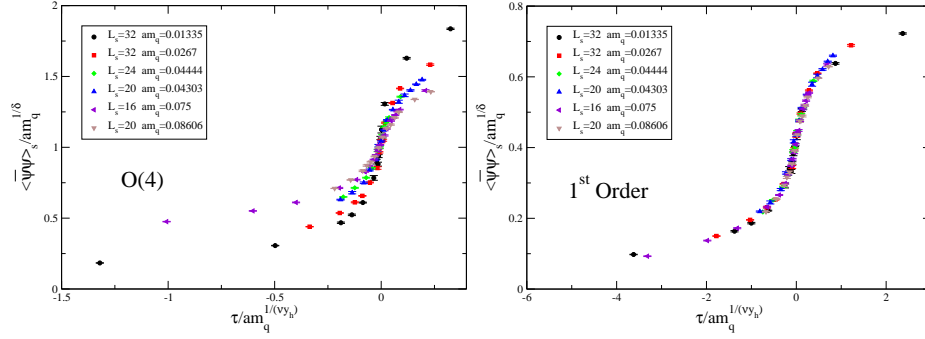 2
1.5
1
0.5
0
<ψ̅ψ>_s/am_q^{1/δ}
L_s=32 am_q=0.01335
L_s=32 am_q=0.0267
L_s=24 am_q=0.04444
L_s=20 am_q=0.04303
L_s=16 am_q=0.075
L_s=20 am_q=0.08606
O(4)
-1.5 -1 -0.5 0
τ/am_q^{1/(νy_h)}
0.8
0.6
0.4
0.2
0
<ψ̅ψ>_s/am_q^{1/δ}
L_s=32 am_q=0.01335
L_s=32 am_q=0.0267
L_s=24 am_q=0.04444
L_s=20 am_q=0.04303
L_s=16 am_q=0.075
L_s=20 am_q=0.08606
1^{st} Order
-6 -4 -2 0 2
τ/am_q^{1/(νy_h)}